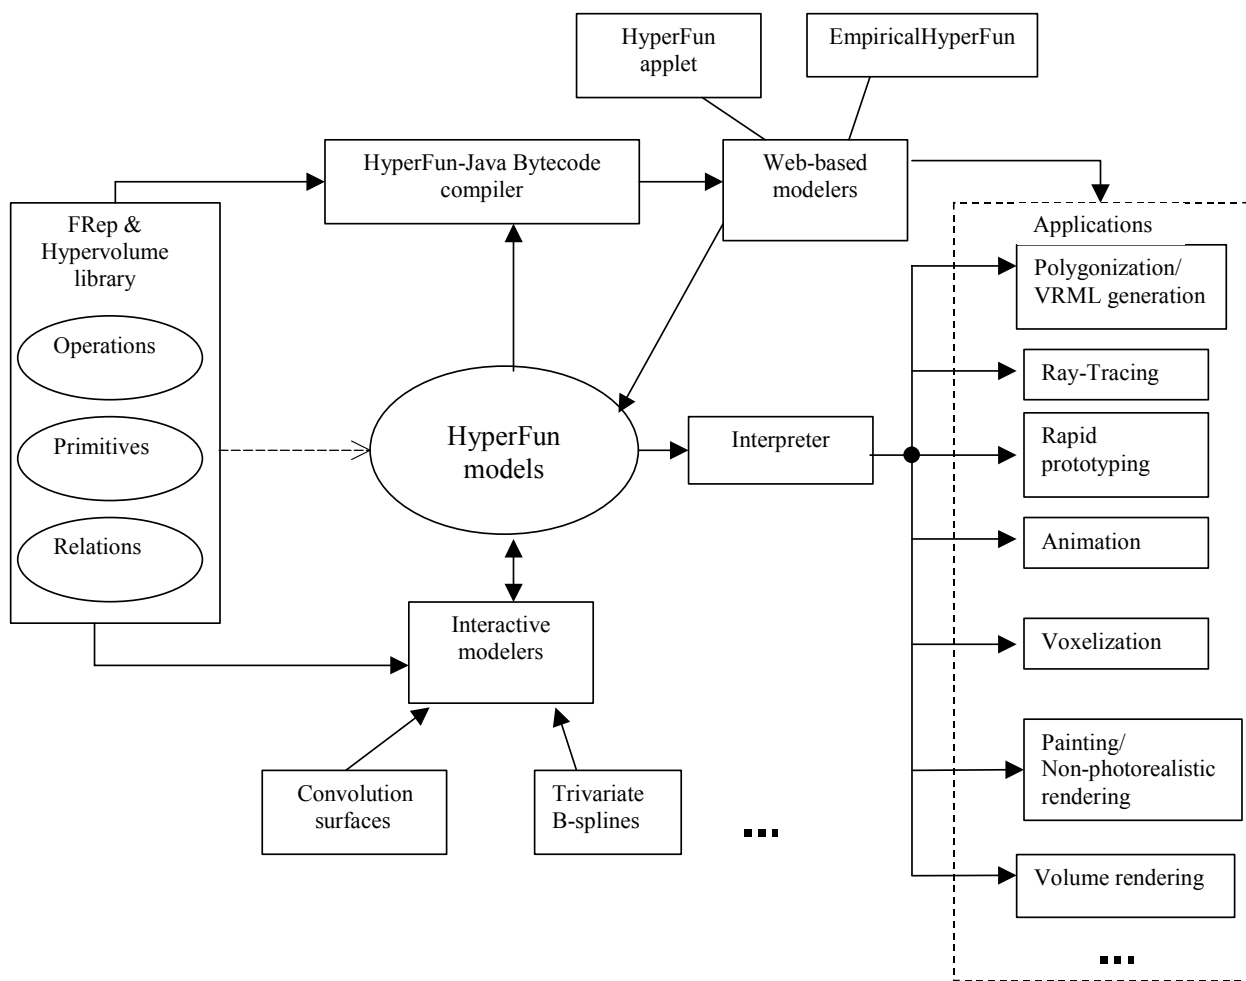 HyperFun
applet
EmpiricalHyperFun
HyperFun-Java Bytecode
compiler
Web-based
modelers
FRep &
Hypervolume
library
Operations
Primitives
Relations
HyperFun
models
Interpreter
Interactive
modelers
Convolution
surfaces
Trivariate
B-splines
...
Applications
Polygonization/
VRML generation
Ray-Tracing
Rapid
prototyping
Animation
Voxelization
Painting/
Non-photorealistic
rendering
Volume rendering
...